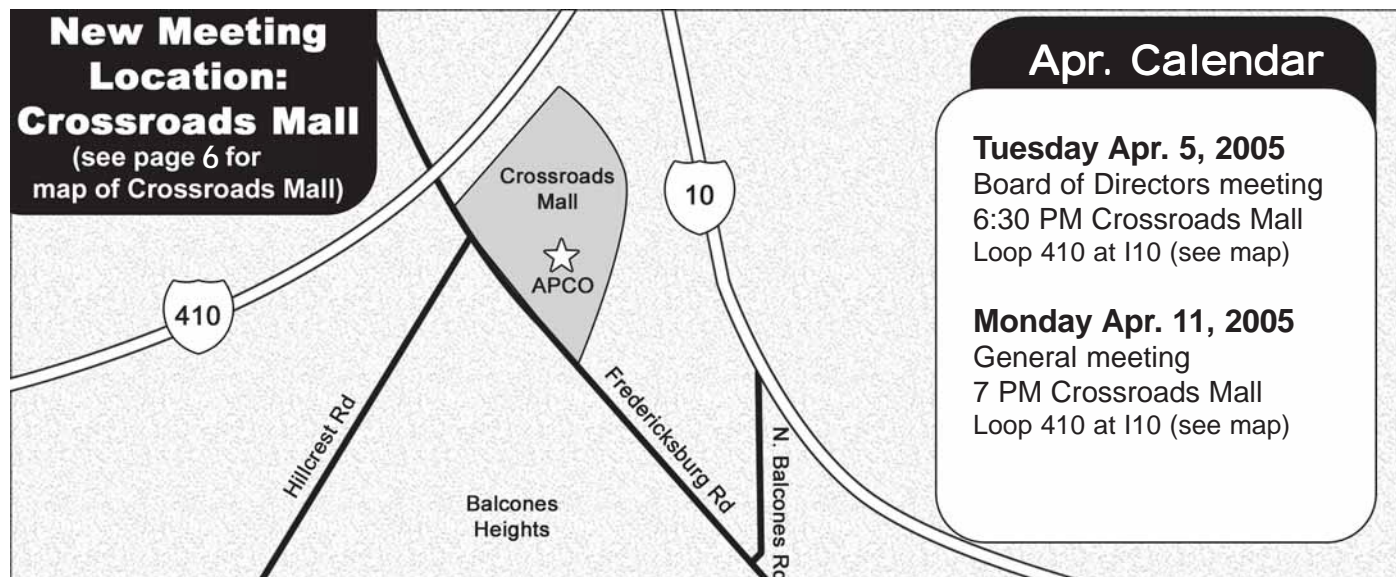 New Meeting
Location:
Crossroads Mall
(see page 6 for
map of Crossroads Mall)
Crossroads
Mall
APCO
410
10
Hillcrest Rd
Fredericksburg Rd
N. Balcones Rd
Balcones
Heights
Apr. Calendar
Tuesday Apr. 5, 2005
Board of Directors meeting
6:30 PM Crossroads Mall
Loop 410 at I10 (see map)
Monday Apr. 11, 2005
General meeting
7 PM Crossroads Mall
Loop 410 at I10 (see map)